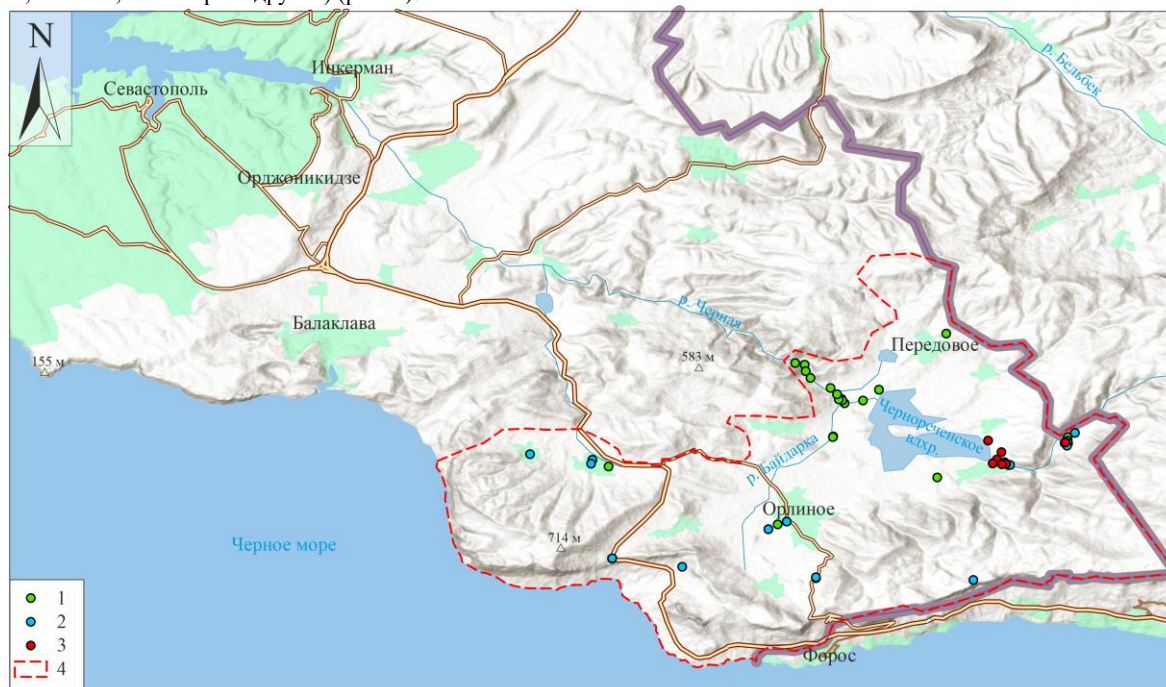 N
Инкерман
Севастополь
р. Бельбек
Орджоникидзе
р. Черная
Балаклава
Передовое
155 м
583 м
Чернореченское
вдхр.
р. Байдарка
Орлиное
Черное море
714 м
Форос
1
2
3
4